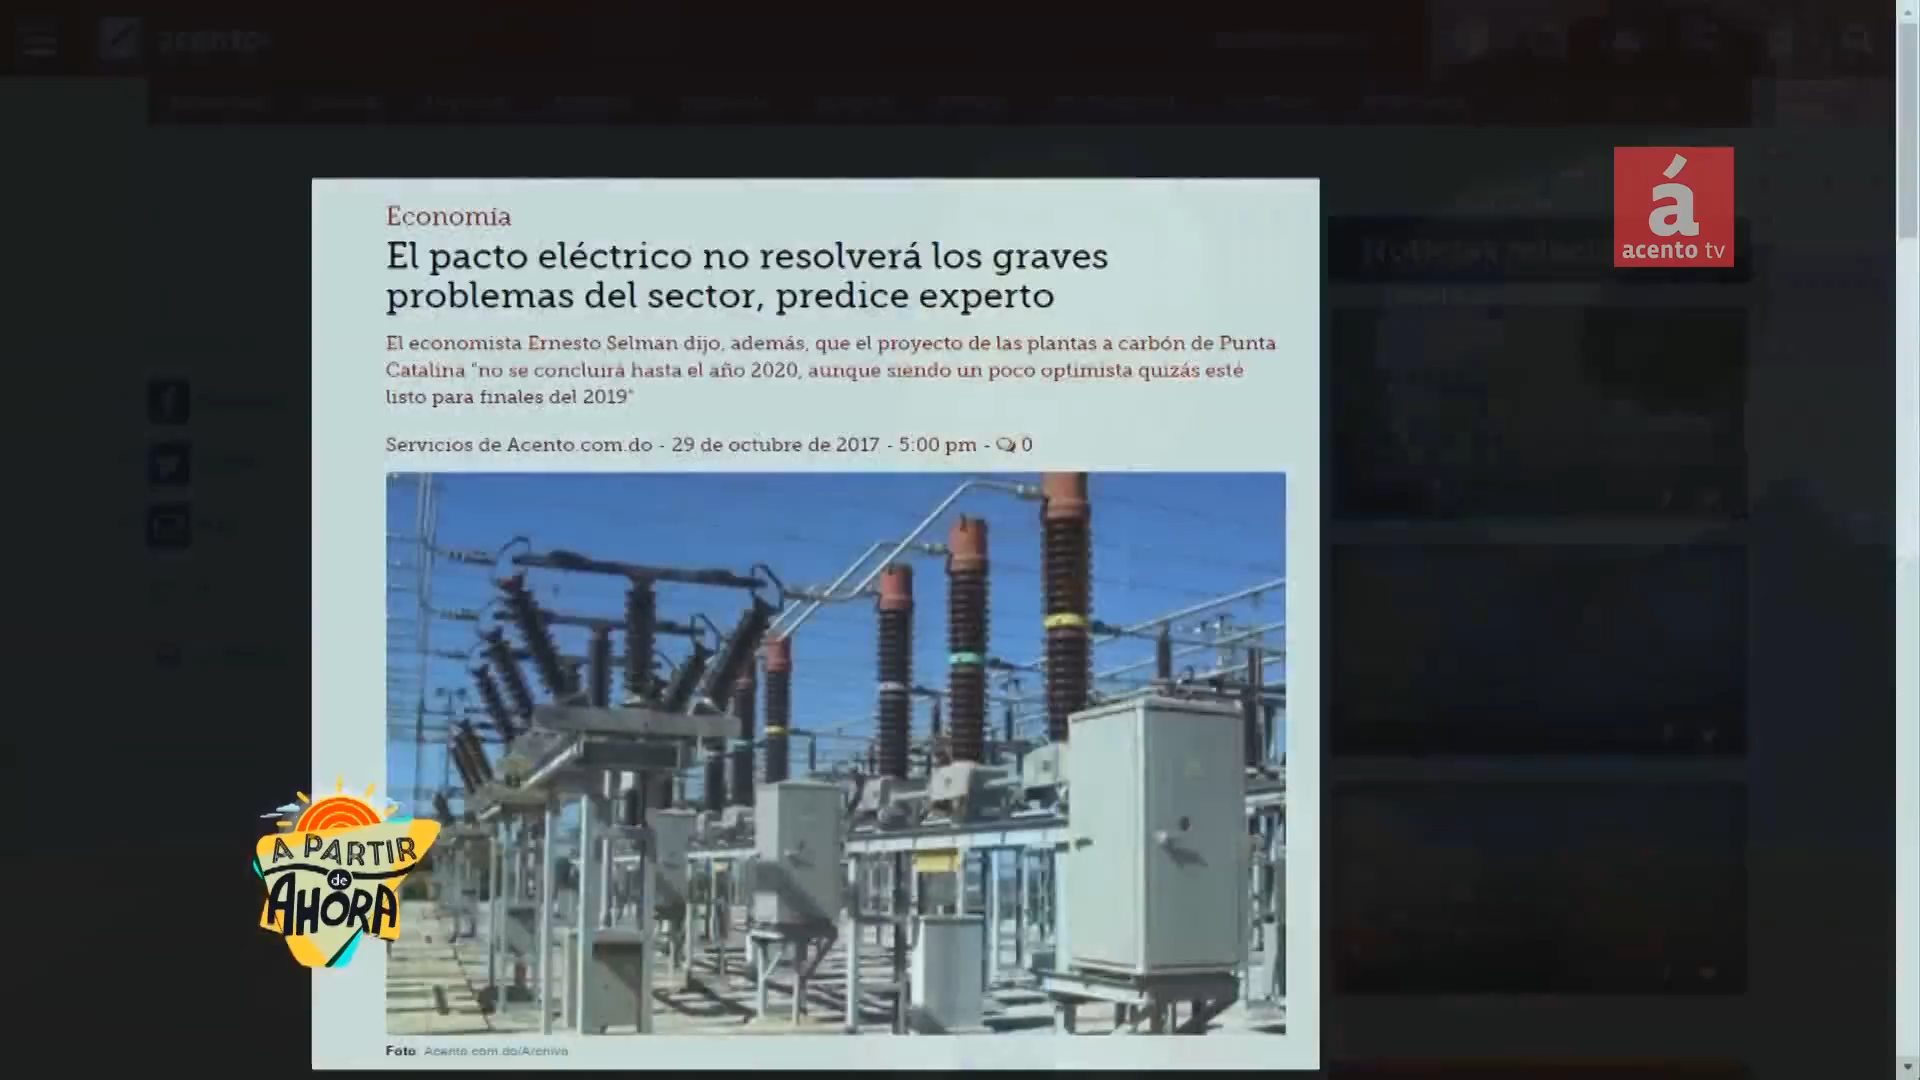 acento
acento tv
Economía
El pacto eléctrico no resolverá los graves
problemas del sector, predice experto
El economista Ernesto Selman dijo, además, que el proyecto de las plantas a carbón de Punta
Catalina "no se concluirá hasta el año 2020, aunque siendo un poco optimista quizás esté
listo para finales del 2019"
Servicios de Acento.com.do - 29 de octubre de 2017 - 5:00 pm - 0
A PARTIR
de
AHORA
Foto: Acento.com.do/Archivo